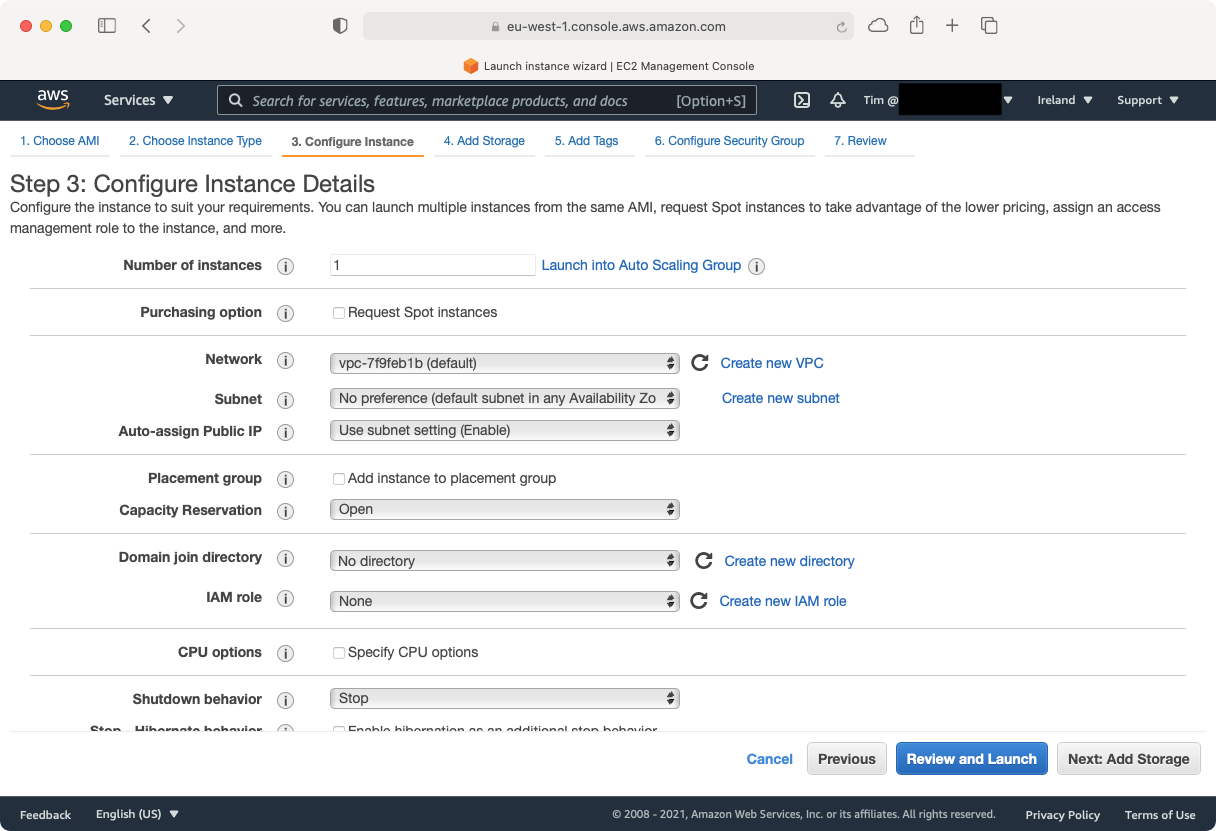 eu-west-1.console.aws.amazon.com
Launch instance wizard | EC2 Management Console
aws Services Search for services, features, marketplace products, and docs [Option+S] Tim @ Ireland Support
1. Choose AMI 2. Choose Instance Type 3. Configure Instance 4. Add Storage 5. Add Tags 6. Configure Security Group 7. Review
Step 3: Configure Instance Details
Configure the instance to suit your requirements. You can launch multiple instances from the same AMI, request Spot instances to take advantage of the lower pricing, assign an access
management role to the instance, and more.
Number of instances i 1 Launch into Auto Scaling Group i
Purchasing option i Request Spot instances
Network i vpc-7f9feb1b (default) Create new VPC
Subnet i No preference (default subnet in any Availability Zo Create new subnet
Auto-assign Public IP i Use subnet setting (Enable)
Placement group i Add instance to placement group
Capacity Reservation i Open
Domain join directory i No directory Create new directory
IAM role i None Create new IAM role
CPU options i Specify CPU options
Shutdown behavior i Stop
Stop - Hibernate behavior i Enable hibernation as an additional stop behavior
Cancel Previous Review and Launch Next: Add Storage
Feedback English (US) © 2008 - 2021, Amazon Web Services, Inc. or its affiliates. All rights reserved. Privacy Policy Terms of Use